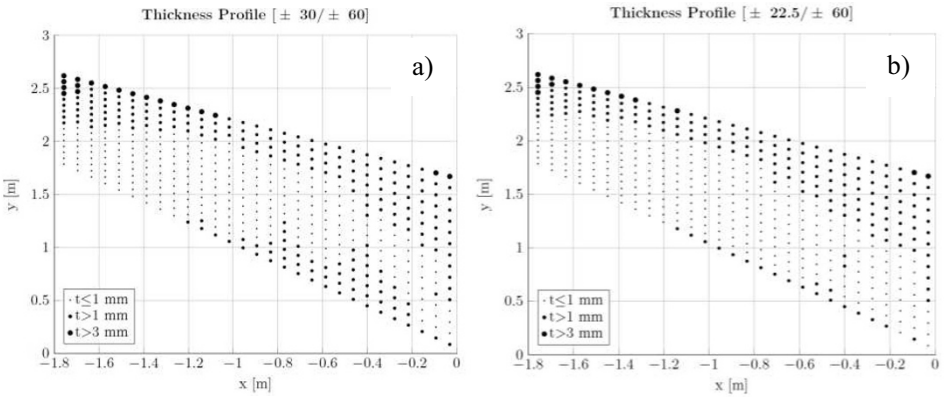 Thickness Profile [ ± 30/ ± 60]
a)
3
2.5
2
1.5
1
0.5
0
y [m]
t≤1 mm
t>1 mm
t>3 mm
−1.8 −1.6 −1.4 −1.2 −1 −0.8 −0.6 −0.4 −0.2 0
x [m]
Thickness Profile [ ± 22.5/ ± 60]
b)
3
2.5
2
1.5
1
0.5
0
y [m]
t≤1 mm
t>1 mm
t>3 mm
−1.8 −1.6 −1.4 −1.2 −1 −0.8 −0.6 −0.4 −0.2 0
x [m]